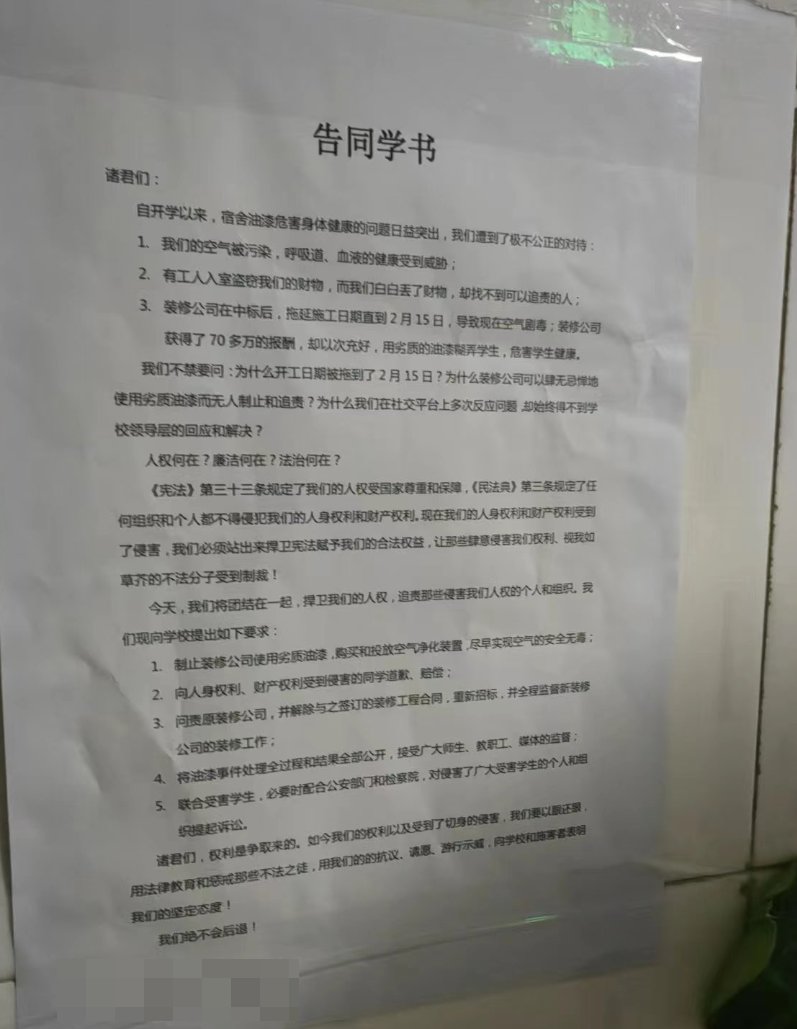 告同学书
诸君们：
自开学以来，宿舍油漆危害身体健康的问题日益突出，我们遭到了极不公正的对待：
1. 我们的空气被污染，呼吸道、血液的健康受到威胁；
2. 有工人入室盗窃我们的财物，而我们白白丢了财物，却找不到可以追责的人；
3. 装修公司在中标后，拖延施工日期直到 2 月 15 日，导致现在空气剧毒；装修公司
获得了 70 多万的报酬，却以次充好，用劣质的油漆糊弄学生，危害学生健康。
我们不禁要问：为什么开工日期被拖到了 2 月 15 日？为什么装修公司可以肆无忌惮地
使用劣质油漆而无人制止和追责？为什么我们在社交平台上多次反应问题，却始终得不到学
校领导层的回应和解决？
人权何在？廉洁何在？法治何在？
《宪法》第三十三条规定了我们的人权受国家尊重和保障，《民法典》第三条规定了任
何组织和个人都不得侵犯我们的人身权利和财产权利。现在我们的人身权利和财产权利受到
了侵害，我们必须站出来捍卫宪法赋予我们的合法权益，让那些肆意侵害我们权利、视我如
草芥的不法分子受到制裁！
今天，我们将团结在一起，捍卫我们的人权，追责那些侵害我们人权的个人和组织。我
们现向学校提出如下要求：
1. 制止装修公司使用劣质油漆，购买和投放空气净化装置，尽早实现空气的安全无毒；
2. 向人身权利、财产权利受到侵害的同学道歉、赔偿；
3. 问责原装修公司，并解除与之签订的装修工程合同，重新招标，并全程监督新装修
公司的装修工作；
4. 将油漆事件处理全过程和结果全部公开，接受广大师生、教职工、媒体的监督；
5. 联合受害学生，必要时配合公安部门和检察院，对侵害了广大受害学生的个人和组
织提起诉讼。
诸君们，权利是争取来的。如今我们的权利以及受到了切身的侵害，我们要以眼还眼，
用法律教育和惩戒那些不法之徒，用我们的的抗议、请愿、游行示威，向学校和施害者表明
我们的坚定态度！
我们绝不会后退！